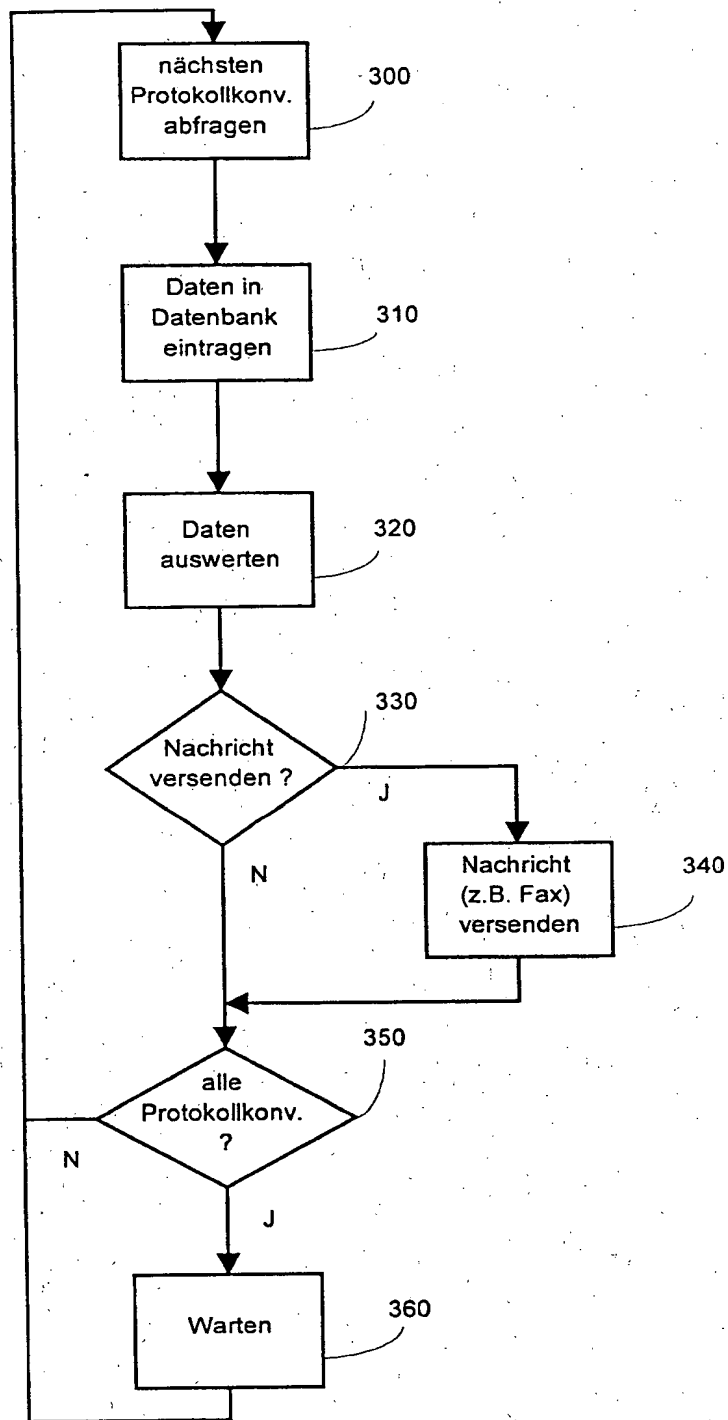 nächsten
Protokollkonv.
abfragen
300
Daten in
Datenbank
eintragen
310
Daten
auswerten
320
330
Nachricht
versenden ?
J
N
Nachricht
(z.B. Fax)
versenden
340
350
alle
Protokollkonv.
?
N
J
Warten
360